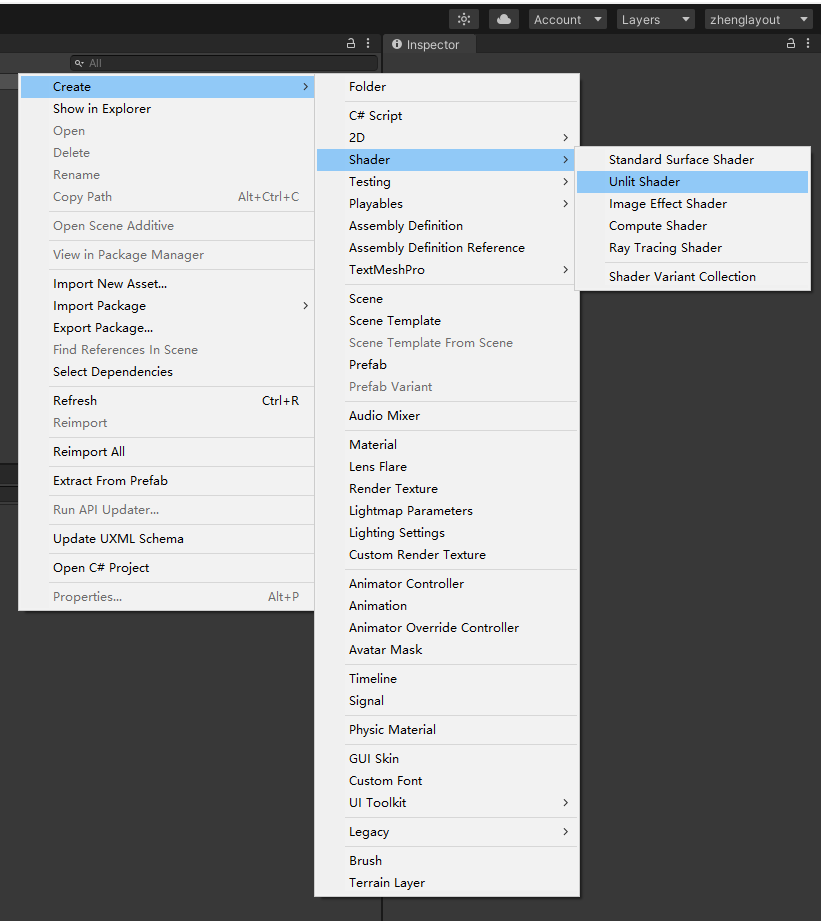 Account
Layers
zhenglayout
Inspector
All
Create
Show in Explorer
Open
Delete
Rename
Copy Path Alt+Ctrl+C
Open Scene Additive
View in Package Manager
Import New Asset...
Import Package
Export Package...
Find References In Scene
Select Dependencies
Refresh Ctrl+R
Reimport
Reimport All
Extract From Prefab
Run API Updater...
Update UXML Schema
Open C# Project
Properties... Alt+P
Folder
C# Script
2D
Shader
Testing
Playables
Assembly Definition
Assembly Definition Reference
TextMeshPro
Scene
Scene Template
Scene Template From Scene
Prefab
Prefab Variant
Audio Mixer
Material
Lens Flare
Render Texture
Lightmap Parameters
Lighting Settings
Custom Render Texture
Animator Controller
Animation
Animator Override Controller
Avatar Mask
Timeline
Signal
Physic Material
GUI Skin
Custom Font
UI Toolkit
Legacy
Brush
Terrain Layer
Standard Surface Shader
Unlit Shader
Image Effect Shader
Compute Shader
Ray Tracing Shader
Shader Variant Collection